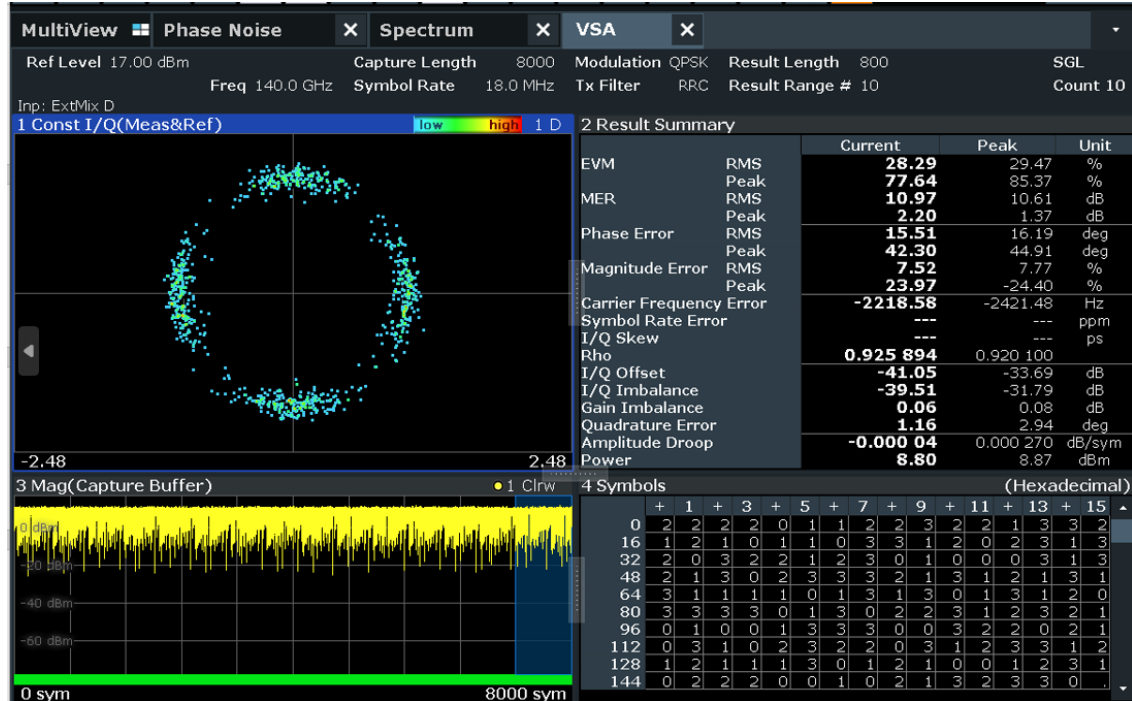 MultiView Phase Noise X Spectrum X VSA X
Ref Level 17.00 dBm Capture Length 8000 Modulation QPSK Result Length 800 SGL
Freq 140.0 GHz Symbol Rate 18.0 MHz Tx Filter RRC Result Range # 10 Count 10
Inp: ExtMix D
1 Const I/Q(Meas&Ref) low high 1 D
-2.48 2.48
2 Result Summary
Current Peak Unit
EVM RMS 28.29 29.47 %
Peak 77.64 85.37 %
MER RMS 10.97 10.61 dB
Peak 2.20 1.37 dB
Phase Error RMS 15.51 16.19 deg
Peak 42.30 44.91 deg
Magnitude Error RMS 7.52 7.77 %
Peak 23.97 -24.40 %
Carrier Frequency Error -2218.58 -2421.48 Hz
Symbol Rate Error --- --- ppm
I/Q Skew --- --- ps
Rho 0.925 894 0.920 100
I/Q Offset -41.05 -33.69 dB
I/Q Imbalance -39.51 -31.79 dB
Gain Imbalance 0.06 0.08 dB
Quadrature Error 1.16 2.94 deg
Amplitude Droop -0.000 04 0.000 270 dB/sym
Power 8.80 8.87 dBm
3 Mag(Capture Buffer) 1 Clrw
0 dBm
-20 dBm
-40 dBm
-60 dBm
0 sym 8000 sym
4 Symbols (Hexadecimal)
+ 1 + 3 + 5 + 7 + 9 + 11 + 13 + 15
0 2 2 2 2 0 1 1 2 2 3 2 2 1 3 3 2
16 1 2 1 0 1 1 0 3 3 1 2 0 2 3 1 3
32 2 0 3 2 2 1 2 3 0 1 0 0 0 3 1 3
48 2 1 3 0 2 3 3 3 2 1 3 1 2 1 3 1
64 3 1 1 1 1 0 1 3 1 3 0 1 3 1 2 0
80 3 3 3 3 0 1 3 0 2 2 3 1 2 3 2 1
96 0 1 0 0 1 3 3 3 0 0 3 2 2 0 2 1
112 0 3 1 0 2 3 2 2 0 3 1 2 3 3 1 2
128 1 2 1 1 1 3 0 1 2 1 0 0 1 2 3 1
144 0 2 2 2 0 0 1 0 2 1 3 2 3 3 0 .